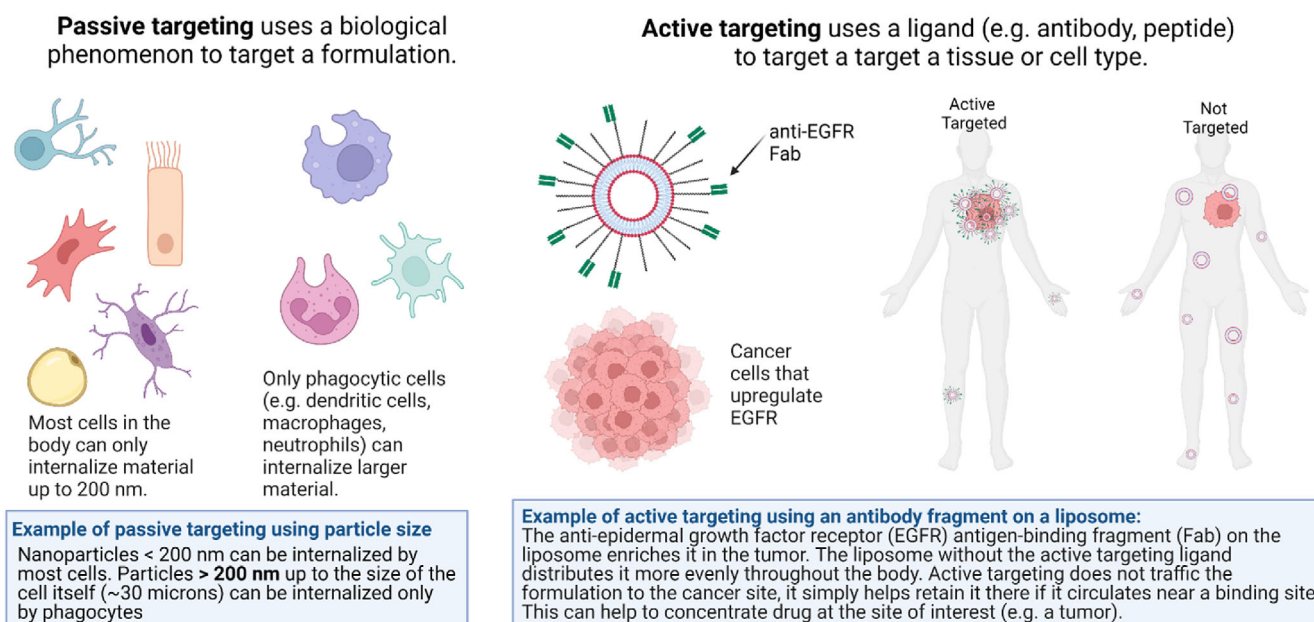 Passive targeting uses a biological
phenomenon to target a formulation.
Most cells in the
body can only
internalize material
up to 200 nm.
Only phagocytic cells
(e.g. dendritic cells,
macrophages,
neutrophils) can
internalize larger
material.
Example of passive targeting using particle size
Nanoparticles < 200 nm can be internalized by
most cells. Particles > 200 nm up to the size of the
cell itself (~30 microns) can be internalized only
by phagocytes
Active targeting uses a ligand (e.g. antibody, peptide)
to target a target a tissue or cell type.
anti-EGFR
Fab
Cancer
cells that
upregulate
EGFR
Active
Targeted
Not
Targeted
Example of active targeting using an antibody fragment on a liposome:
The anti-epidermal growth factor receptor (EGFR) antigen-binding fragment (Fab) on the
liposome enriches it in the tumor. The liposome without the active targeting ligand
distributes it more evenly throughout the body. Active targeting does not traffic the
formulation to the cancer site, it simply helps retain it there if it circulates near a binding site
This can help to concentrate drug at the site of interest (e.g. a tumor).